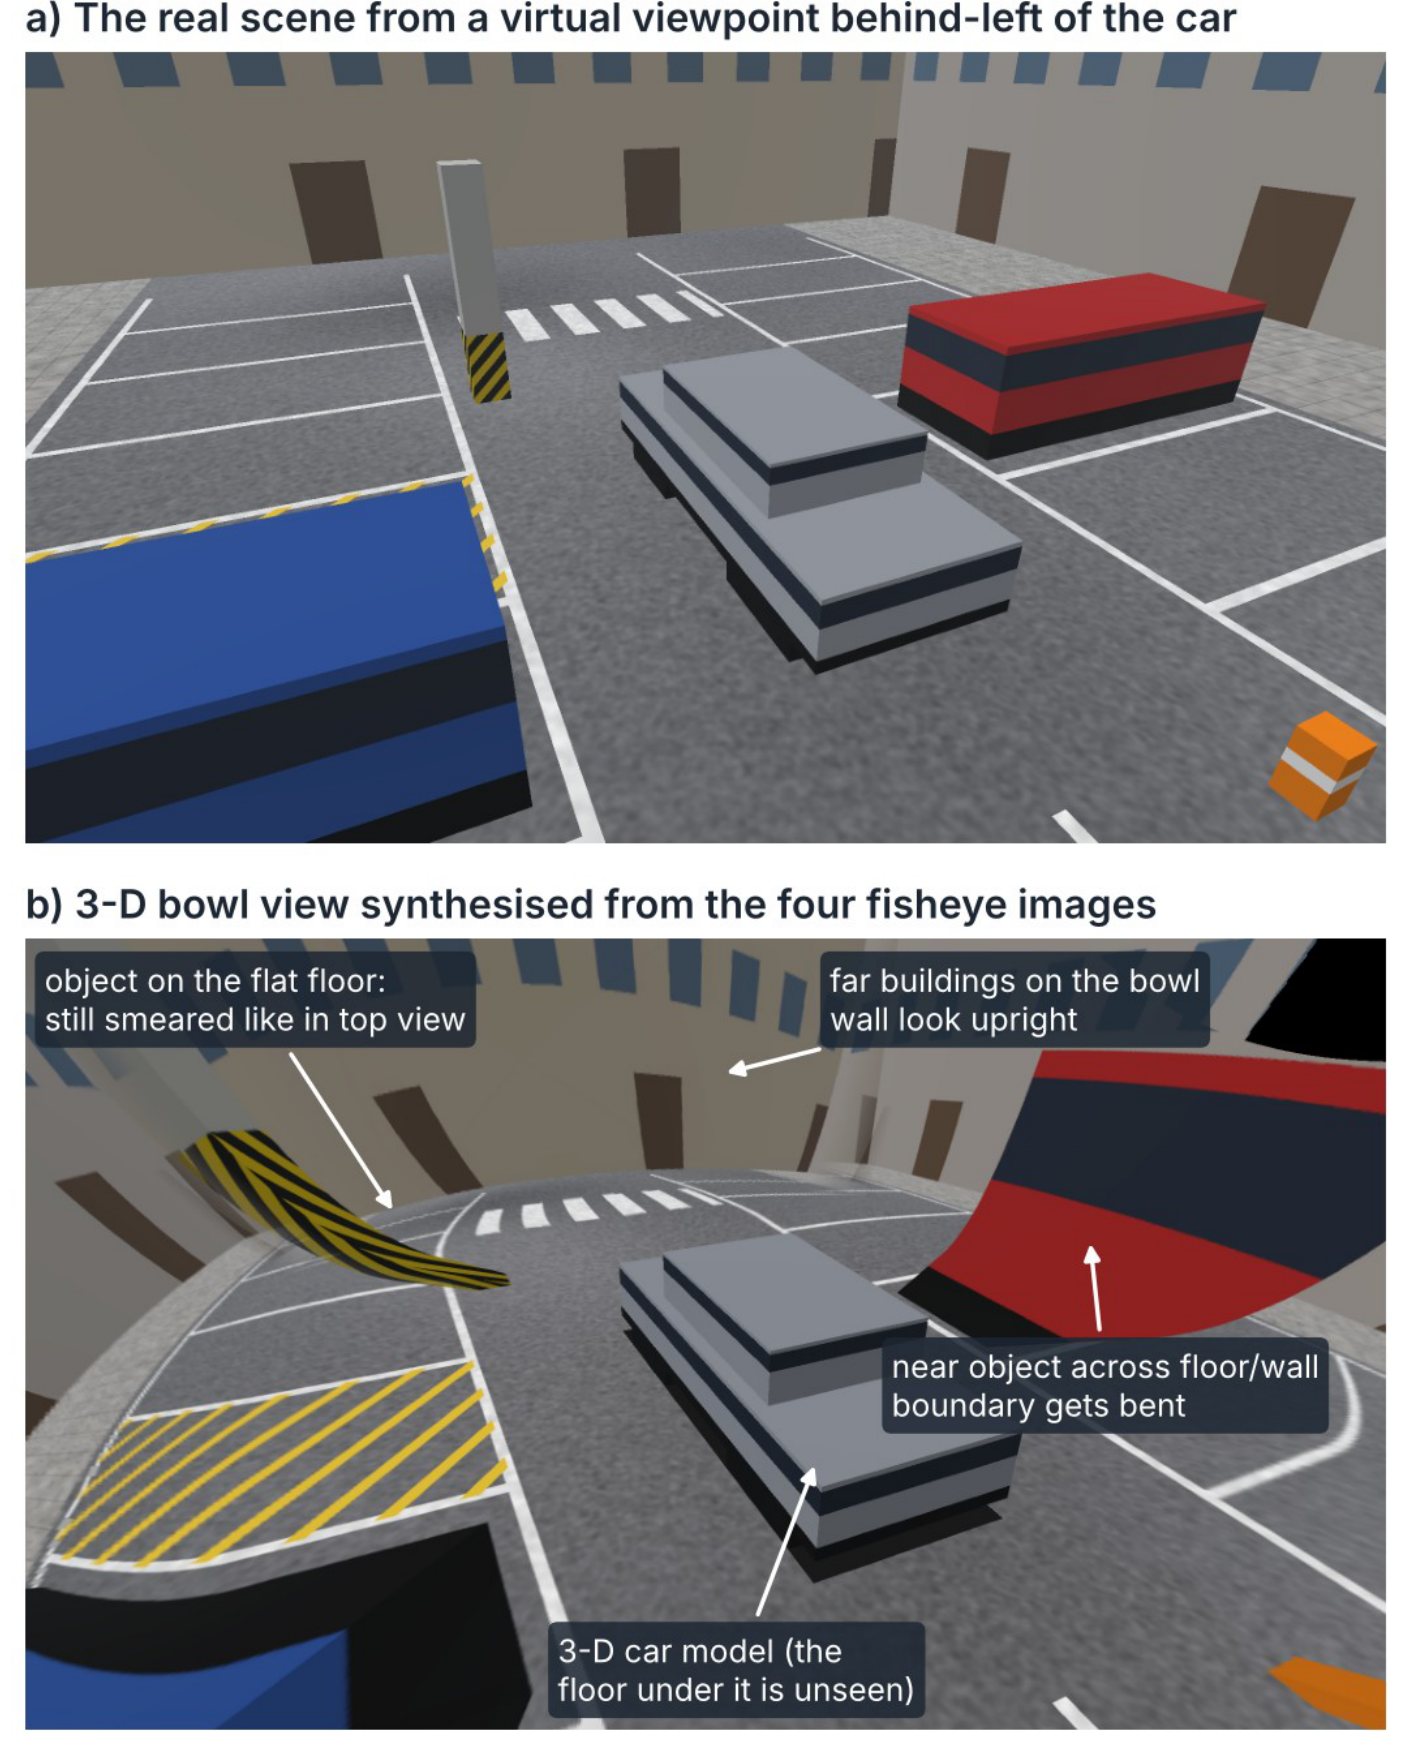 a) The real scene from a virtual viewpoint behind-left of the car
b) 3-D bowl view synthesised from the four fisheye images
object on the flat floor:
still smeared like in top view
far buildings on the bowl
wall look upright
near object across floor/wall
boundary gets bent
3-D car model (the
floor under it is unseen)